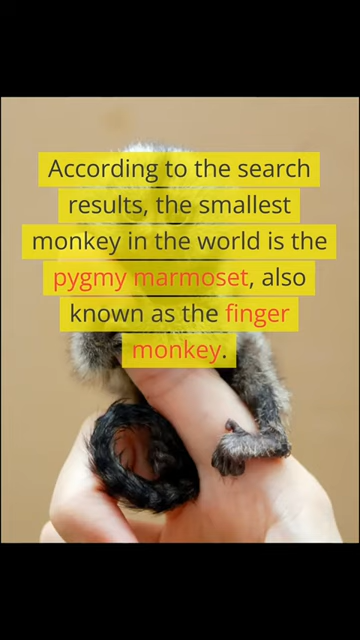 According to the search
results, the smallest
monkey in the world is the
pygmy marmoset, also
known as the finger
monkey.